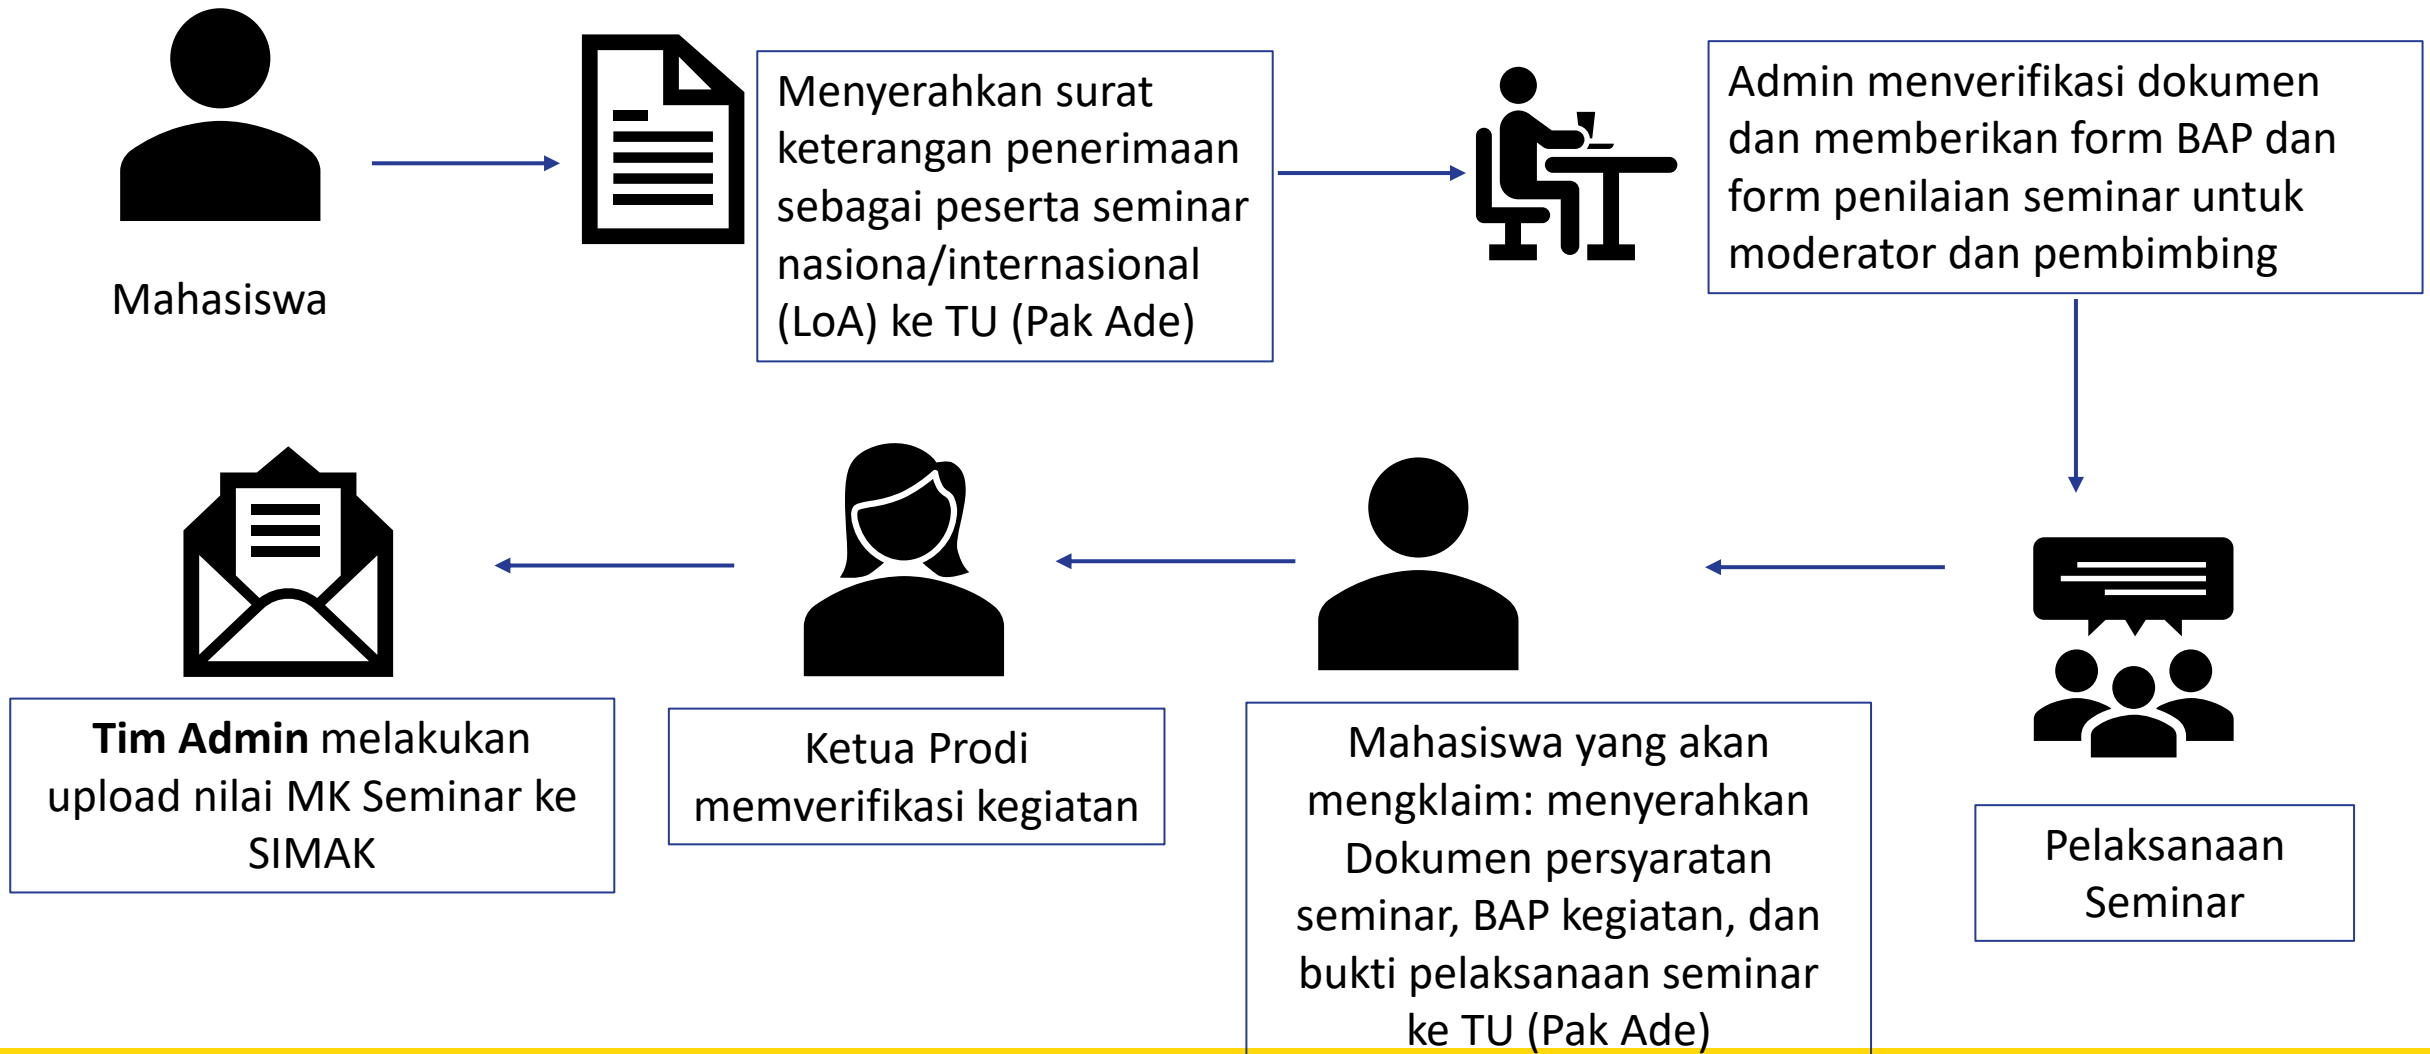 Mahasiswa
Menyerahkan surat
keterangan penerimaan
sebagai peserta seminar
nasiona/internasional
(LoA) ke TU (Pak Ade)
Admin menverifikasi dokumen
dan memberikan form BAP dan
form penilaian seminar untuk
moderator dan pembimbing
Pelaksanaan
Seminar
Mahasiswa yang akan
mengklaim: menyerahkan
Dokumen persyaratan
seminar, BAP kegiatan, dan
bukti pelaksanaan seminar
ke TU (Pak Ade)
Ketua Prodi
memverifikasi kegiatan
Tim Admin melakukan
upload nilai MK Seminar ke
SIMAK